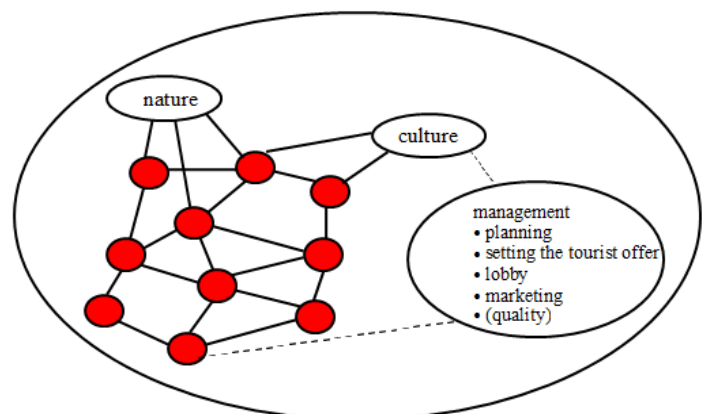 nature
culture
management
• planning
• setting the tourist offer
• lobby
• marketing
• (quality)